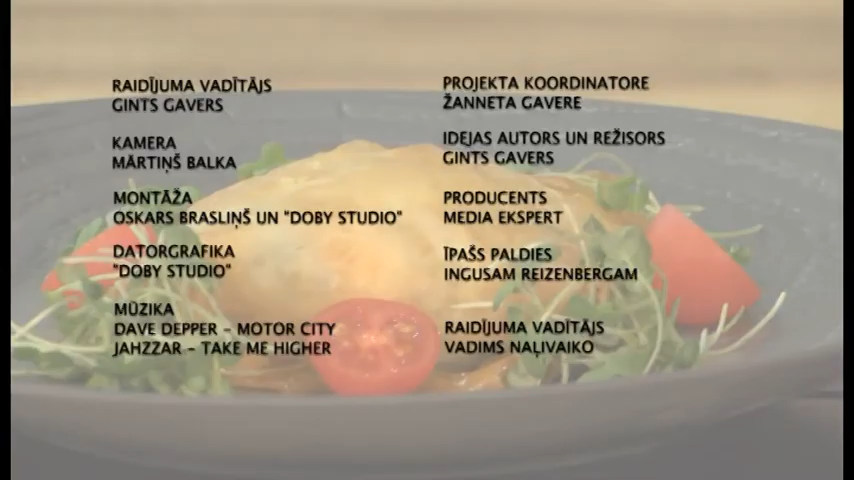 RAIDĪJUMA VADĪTĀJS
GINTS GAVERS
KAMERA
MĀRTIŅŠ BALKA
MONTĀŽA
OSKARS BRASLIŅŠ UN "DOBY STUDIO"
DATORGRAFIKA
"DOBY STUDIO"
MŪZIKA
DAVE DEPPER - MOTOR CITY
JAHZZAR - TAKE ME HIGHER
PROJEKTA KOORDINATORE
ŽANNETA GAVERE
IDEJAS AUTORS UN REŽISORS
GINTS GAVERS
PRODUCENTS
MEDIA EKSPERT
ĪPAŠS PALDIES
INGUSAM REIZENBERGAM
RAIDĪJUMA VADĪTĀJS
VADIMS NAĻIVAIKO